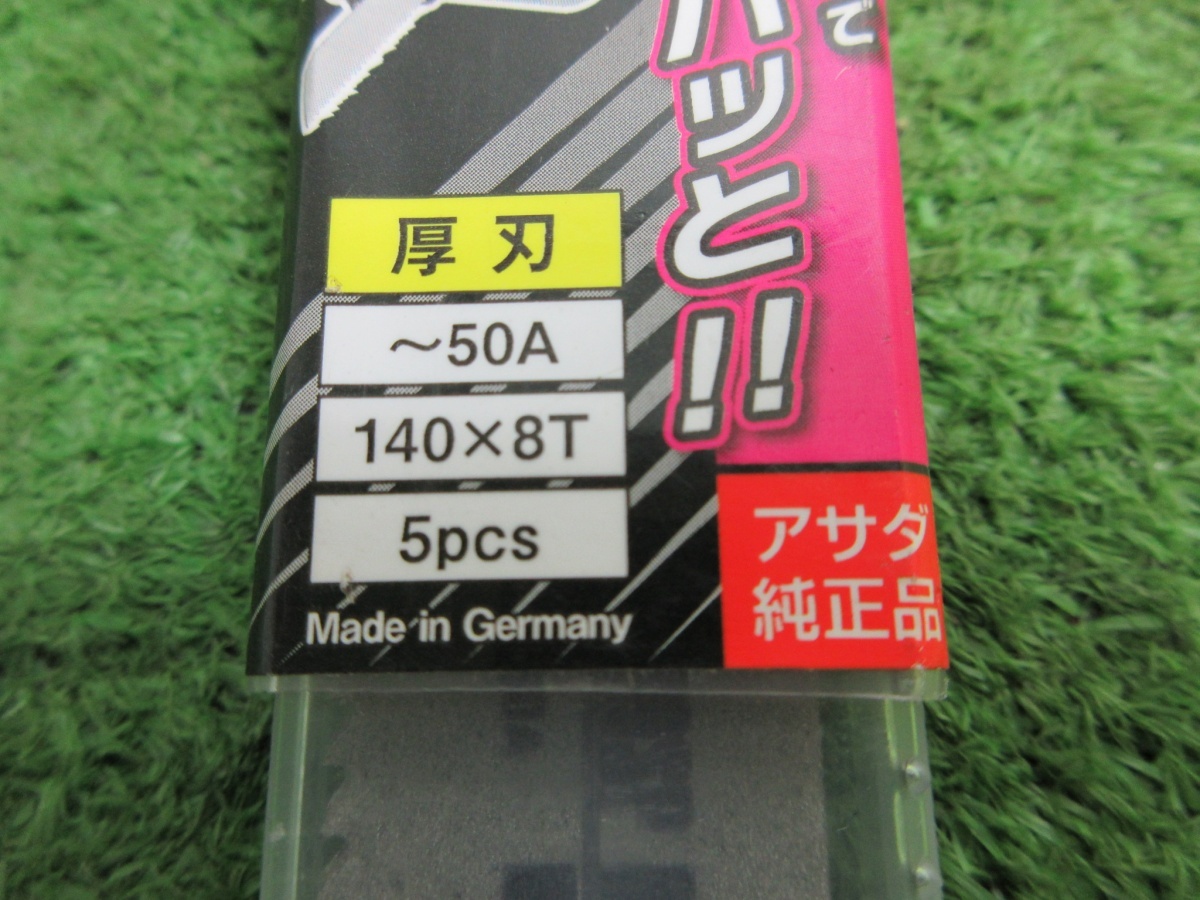 で
ッと!!
厚刃
～50A
140×8T
5pcs
Made in Germany
アサダ
純正品